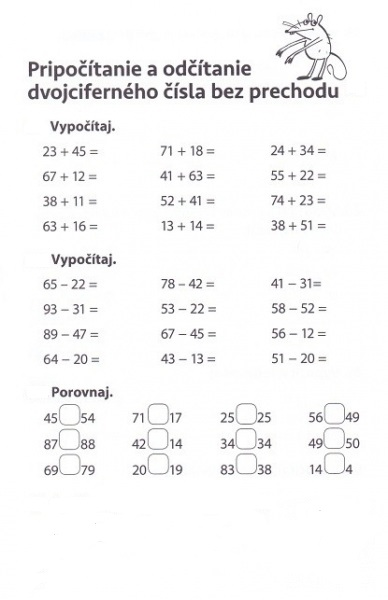 Pripočítanie a odčítanie
dvojciferného čísla bez prechodu
Vypočítaj.
23 + 45 = 71 + 18 = 24 + 34 =
67 + 12 = 41 + 63 = 55 + 22 =
38 + 11 = 52 + 41 = 74 + 23 =
63 + 16 = 13 + 14 = 38 + 51 =
Vypočítaj.
65 – 22 = 78 – 42 = 41 – 31=
93 – 31 = 53 – 22 = 58 – 52 =
89 – 47 = 67 – 45 = 56 – 12 =
64 – 20 = 43 – 13 = 51 – 20 =
Porovnaj.
45 54 71 17 25 25 56 49
87 88 42 14 34 34 49 50
69 79 20 19 83 38 14 4